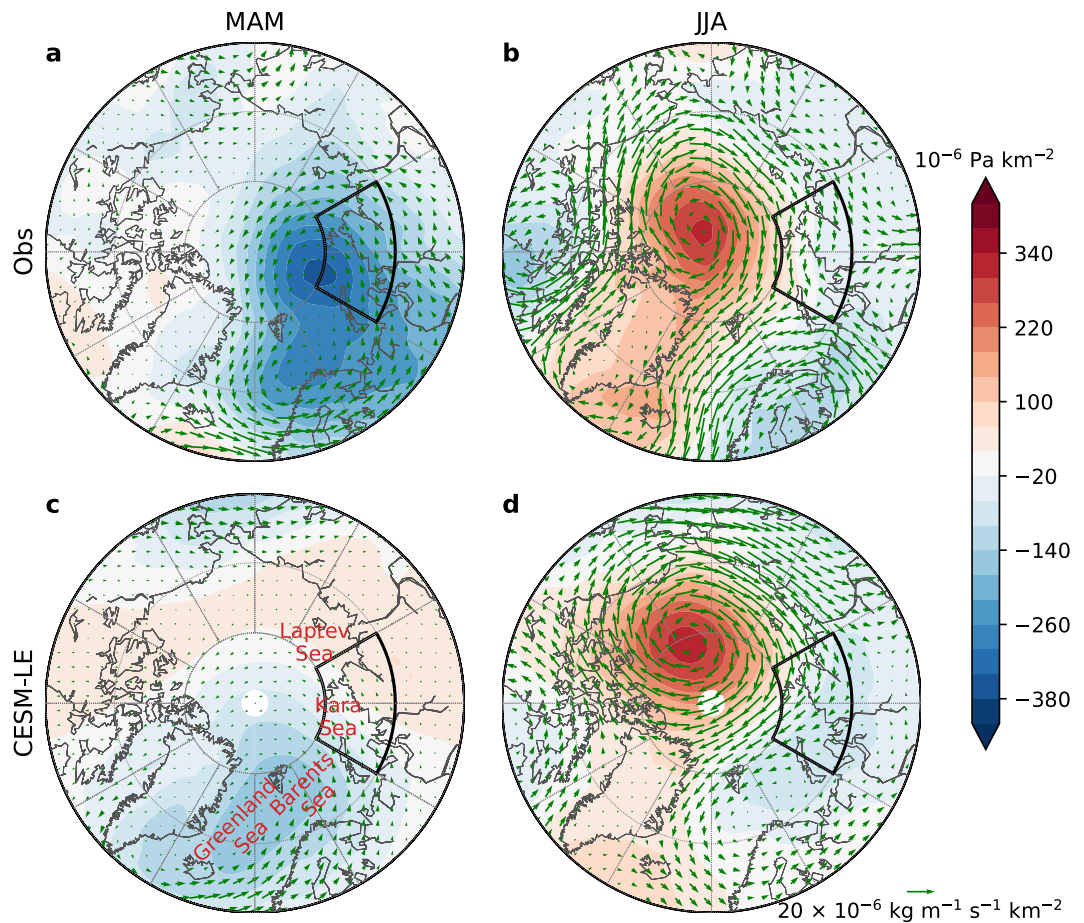 MAM
JJA
a
b
Obs
10⁻⁶ Pa km⁻²
340
220
100
−20
−140
−260
−380
c
d
CESM-LE
Laptev
Sea
Kara
Sea
Barents
Sea
Greenland
Sea
20 × 10⁻⁶ kg m⁻¹ s⁻¹ km⁻²